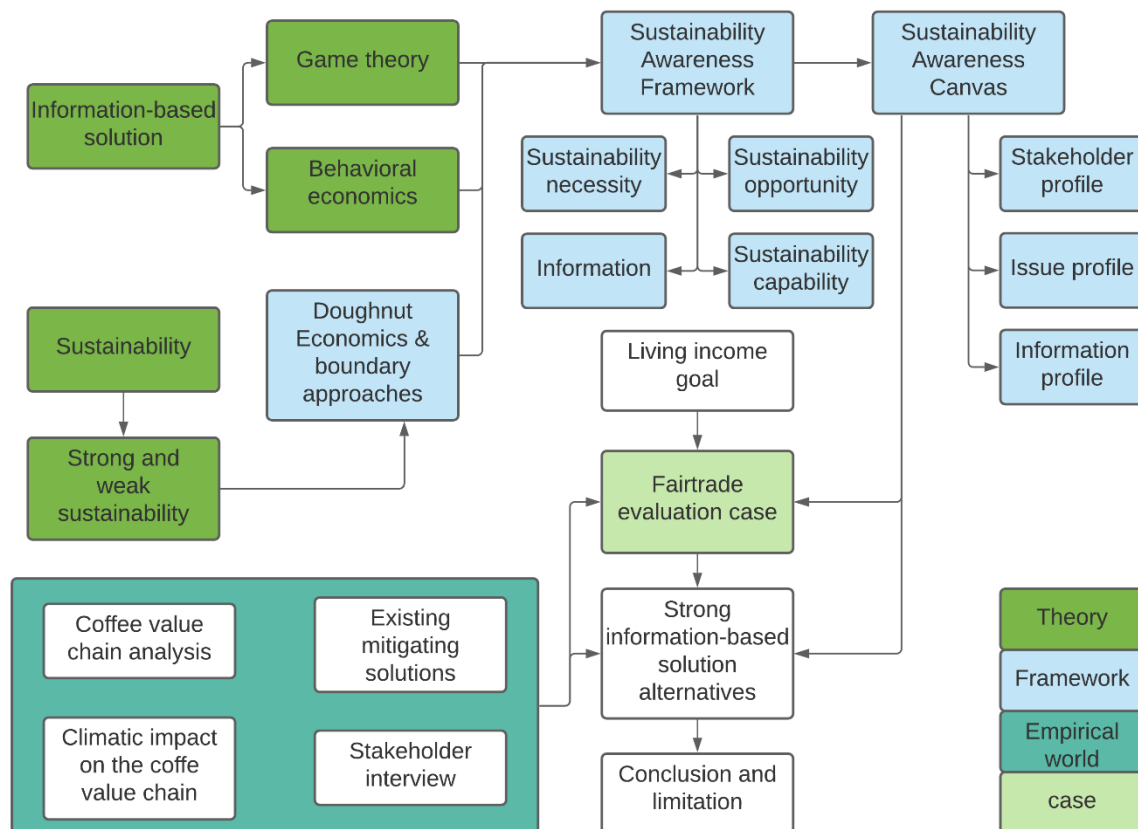 Game theory
Sustainability
Awareness
Framework
Sustainability
Awareness
Canvas
Information-based
solution
Behavioral
economics
Sustainability
necessity
Sustainability
opportunity
Stakeholder
profile
Information
Sustainability
capability
Issue profile
Doughnut
Economics &
boundary
approaches
Sustainability
Living income
goal
Information
profile
Strong and
weak
sustainability
Fairtrade
evaluation case
Coffee value
chain analysis
Existing
mitigating
solutions
Strong
information-based
solution
alternatives
Climatic impact
on the coffe
value chain
Stakeholder
interview
Conclusion and
limitation
Theory
Framework
Empirical
world
case